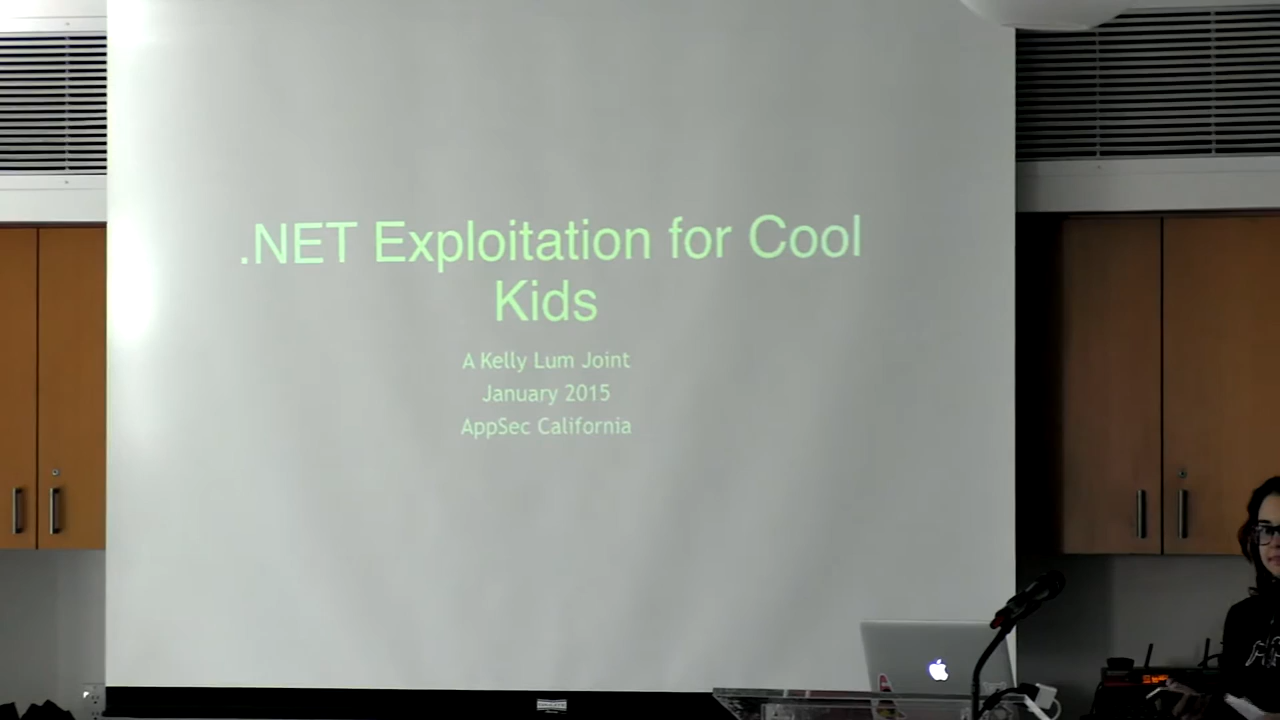 .NET Exploitation for Cool
Kids
A Kelly Lum Joint
January 2015
AppSec California